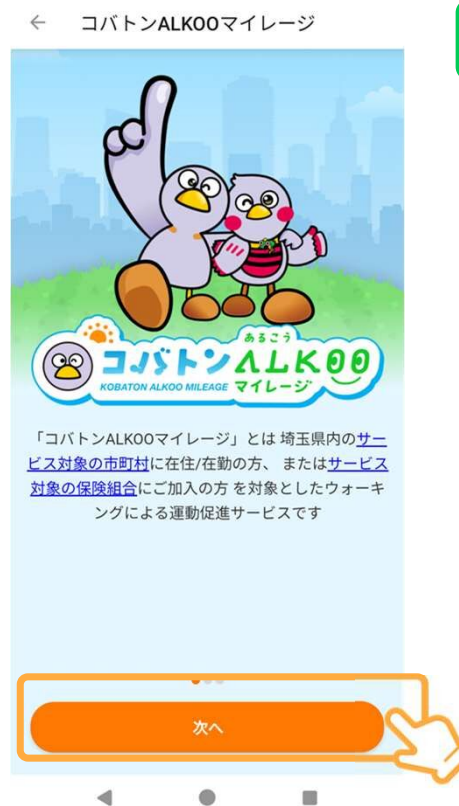 コバトンALKOOマイレージ
あるこう
コバトンALKOO
KOBATON ALKOO MILEAGE マイレージ
「コバトンALKOOマイレージ」とは 埼玉県内のサー
ビス対象の市町村に在住/在勤の方、 またはサービス
対象の保険組合にご加入の方 を対象としたウォーキ
ングによる運動促進サービスです
次へ